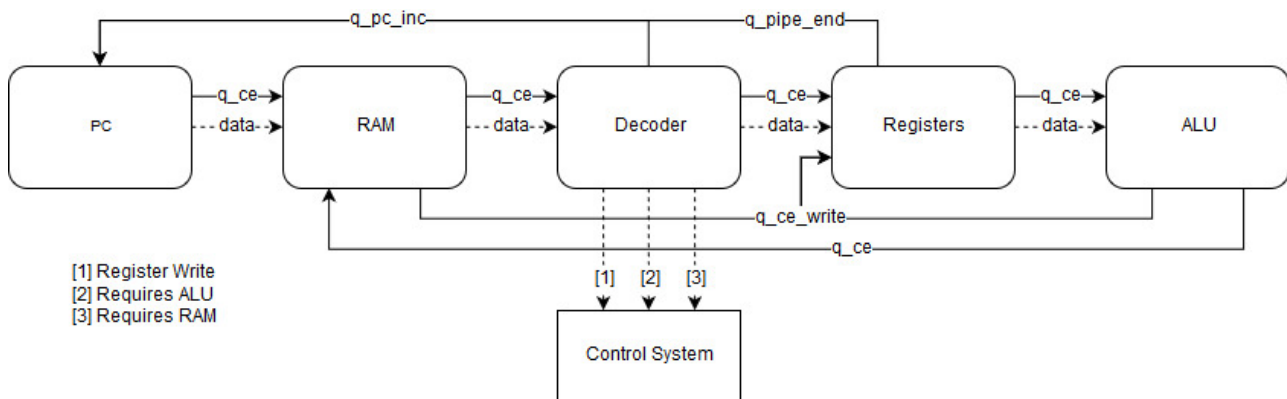 q_pc_inc
q_pipe_end
PC
q_ce
data
RAM
q_ce
data
Decoder
q_ce
data
Registers
q_ce
data
ALU
q_ce_write
q_ce
[1] Register Write
[2] Requires ALU
[3] Requires RAM
[1]
[2]
[3]
Control System